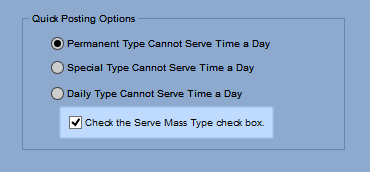 Quick Posting Options
Permanent Type Cannot Serve Time a Day
Special Type Cannot Serve Time a Day
Daily Type Cannot Serve Time a Day
Check the Serve Mass Type check box.